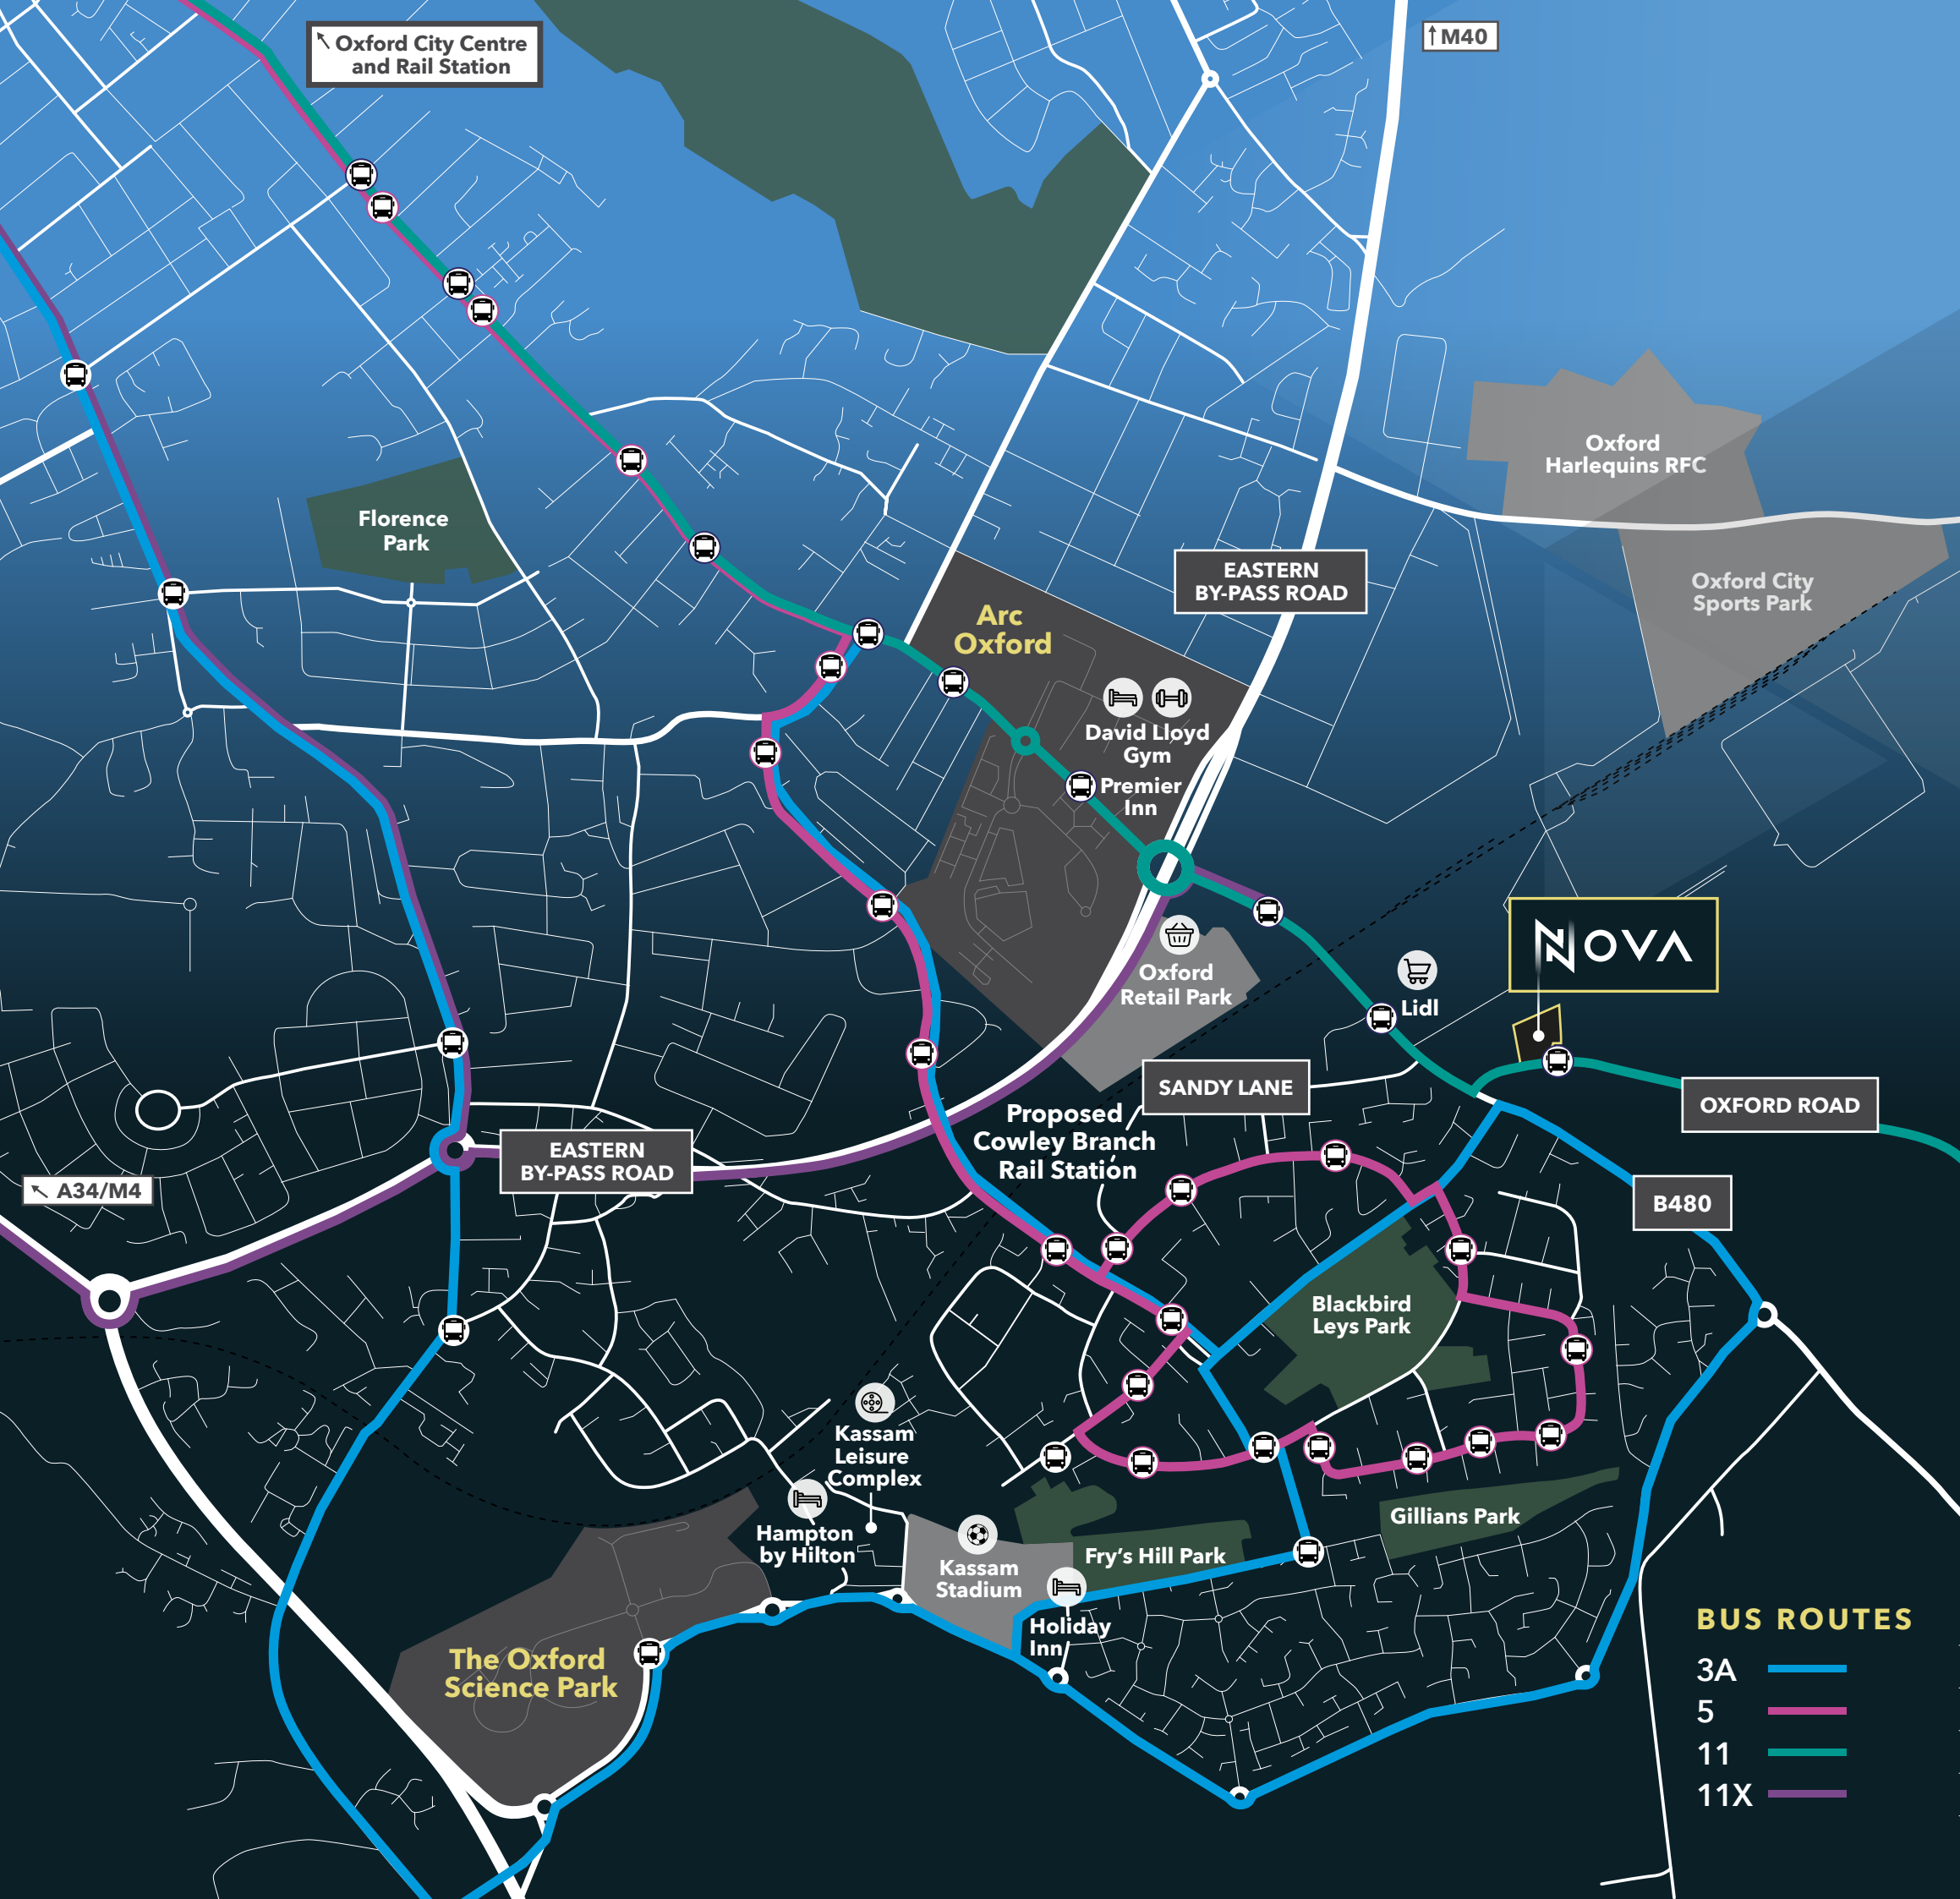 Oxford City Centre
and Rail Station
M40
Oxford
Harlequins RFC
Florence
Park
EASTERN
BY-PASS ROAD
Oxford City
Sports Park
Arc
Oxford
David Lloyd
Gym
Premier
Inn
NOVA
Oxford
Retail Park
Lidl
SANDY LANE
OXFORD ROAD
Proposed
Cowley Branch
Rail Station
EASTERN
BY-PASS ROAD
A34/M4
B480
Blackbird
Leys Park
Kassam
Leisure
Complex
Gillians Park
Hampton
by Hilton
Fry's Hill Park
Kassam
Stadium
Holiday
Inn
The Oxford
Science Park
BUS ROUTES
3A
5
11
11X